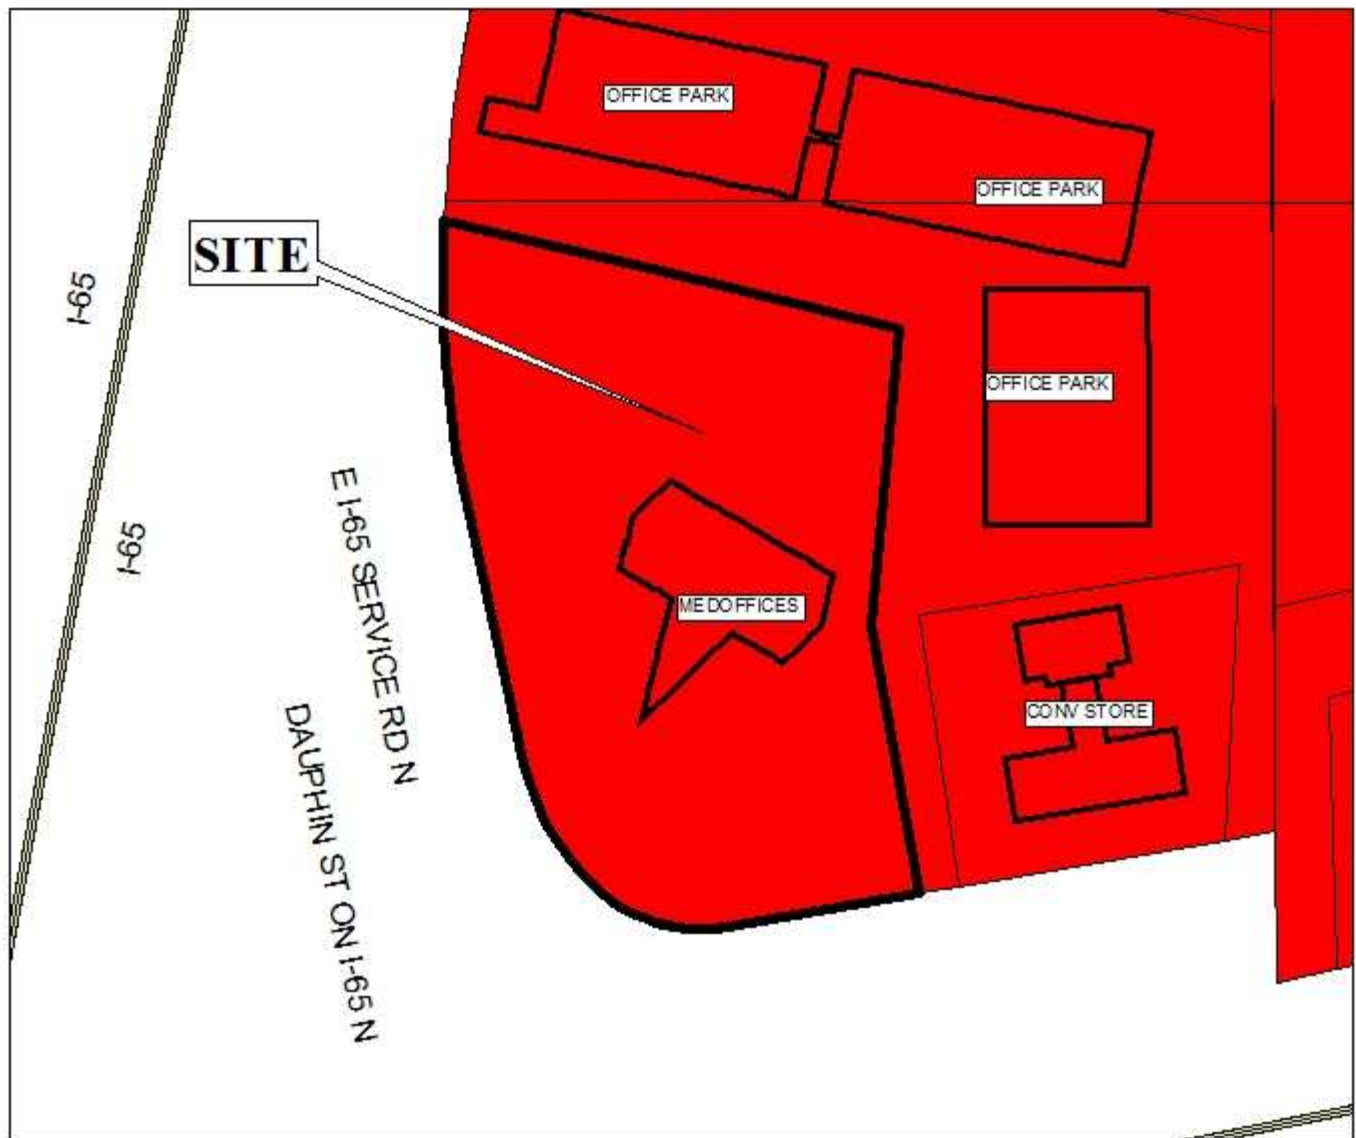 OFFICE PARK
OFFICE PARK
SITE
I-65
OFFICE PARK
I-65
E I-65 SERVICE RD N
MEDOFFICES
CONV STORE
DAUPHIN ST ON I-65 N